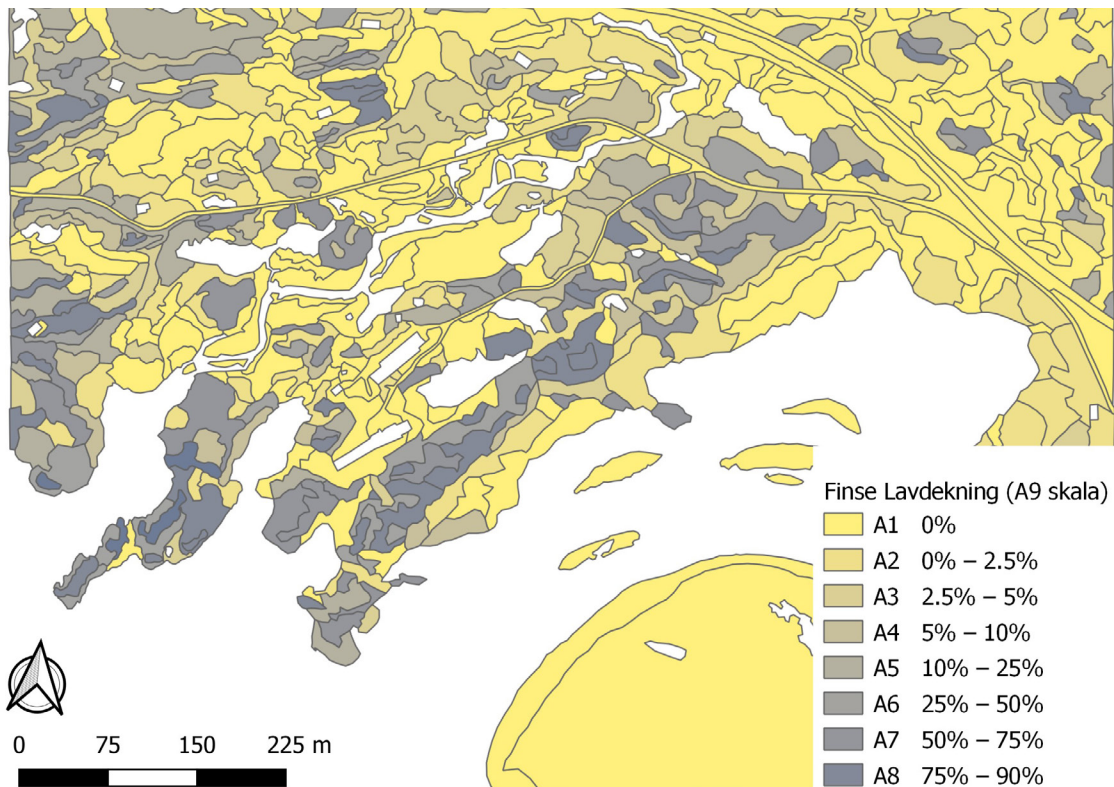 Finse Lavdekning (A9 skala)
A1 0%
A2 0% – 2.5%
A3 2.5% – 5%
A4 5% – 10%
A5 10% – 25%
A6 25% – 50%
A7 50% – 75%
A8 75% – 90%
0 75 150 225 m